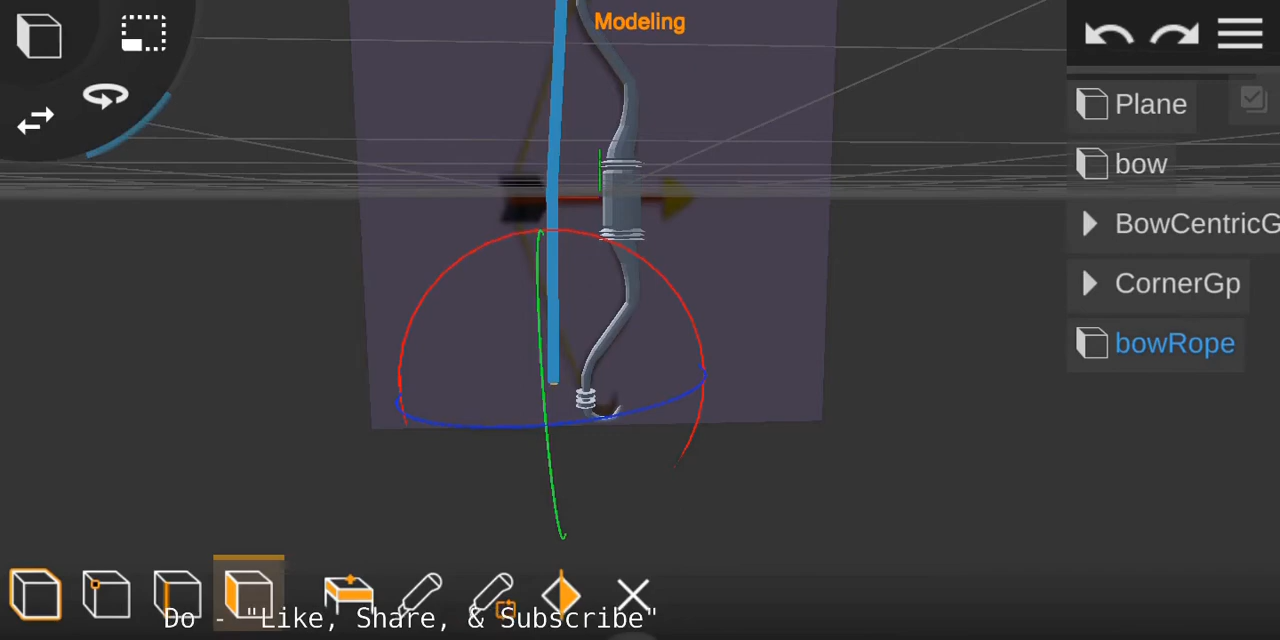 Modeling
Plane
bow
BowCentricG
CornerGp
bowRope
Do - "Like, Share, & Subscribe"